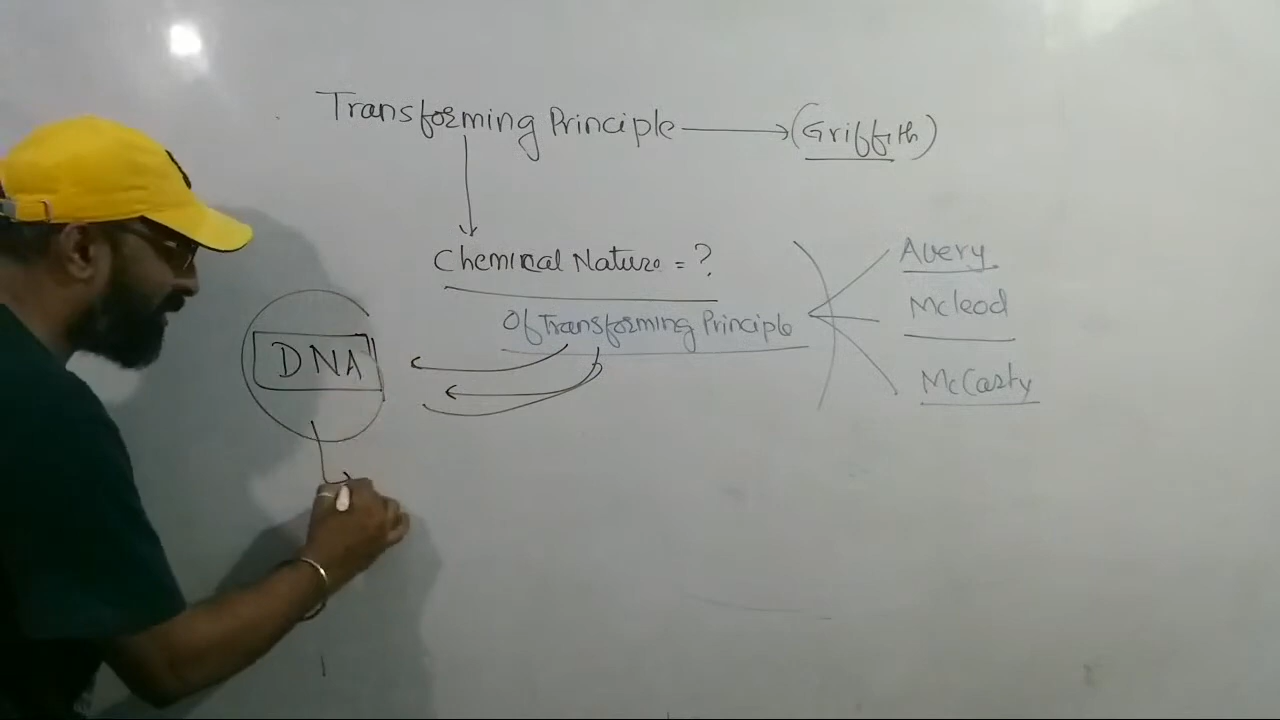 Transforming Principle → (Griffith)
Chemical Nature = ?
Of Transforming Principle
Avery
Mcleod
McCarty
DNA